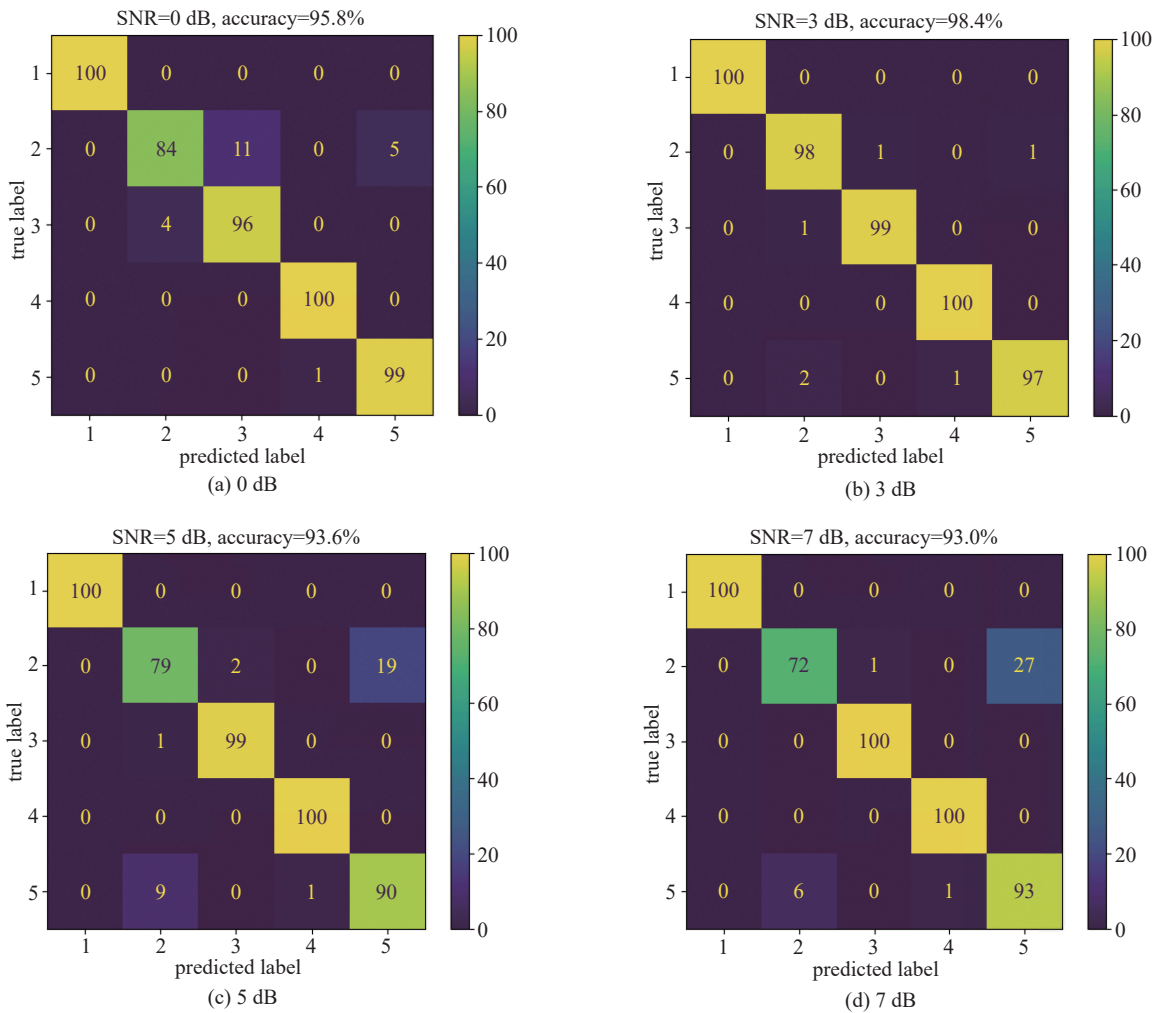 SNR=0 dB, accuracy=95.8%
1 100 0 0 0 0
2 0 84 11 0 5
3 0 4 96 0 0
4 0 0 0 100 0
5 0 0 0 1 99
1 2 3 4 5
predicted label
true label
100
80
60
40
20
0
(a) 0 dB
SNR=3 dB, accuracy=98.4%
1 100 0 0 0 0
2 0 98 1 0 1
3 0 1 99 0 0
4 0 0 0 100 0
5 0 2 0 1 97
1 2 3 4 5
predicted label
true label
100
80
60
40
20
0
(b) 3 dB
SNR=5 dB, accuracy=93.6%
1 100 0 0 0 0
2 0 79 2 0 19
3 0 1 99 0 0
4 0 0 0 100 0
5 0 9 0 1 90
1 2 3 4 5
predicted label
true label
100
80
60
40
20
0
(c) 5 dB
SNR=7 dB, accuracy=93.0%
1 100 0 0 0 0
2 0 72 1 0 27
3 0 0 100 0 0
4 0 0 0 100 0
5 0 6 0 1 93
1 2 3 4 5
predicted label
true label
100
80
60
40
20
0
(d) 7 dB